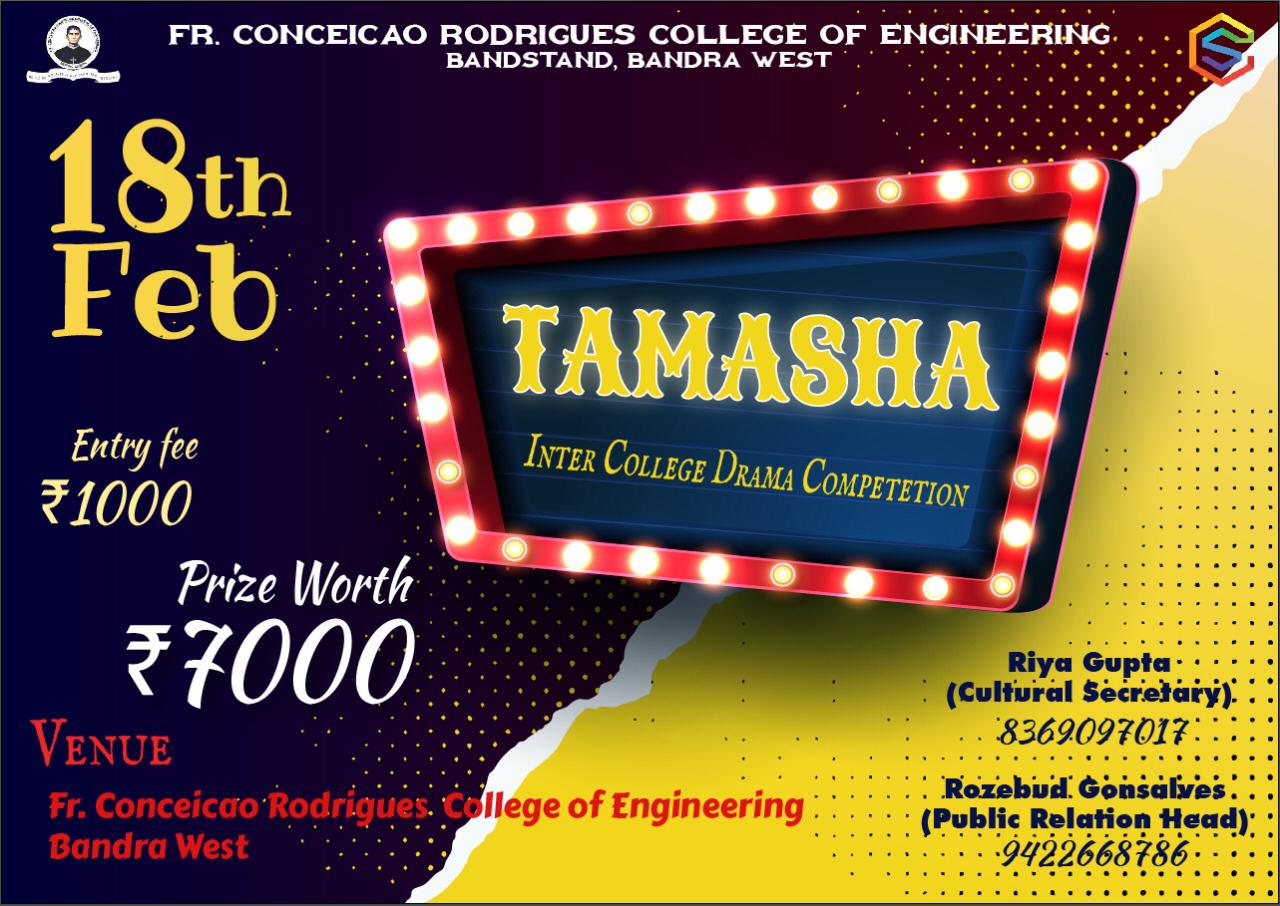 FR. CONCEICAO RODRIGUES COLLEGE OF ENGINEERING
BANDSTAND, BANDRA WEST
18th
Feb
TAMASHA
INTER COLLEGE DRAMA COMPETETION
Entry fee
₹1000
Prize Worth
₹7000
VENUE
Fr. Conceicao Rodrigues College of Engineering
Bandra West
Riya Gupta
(Cultural Secretary)
8369097017
Rozebud Gonsalves
(Public Relation Head)
9422668786